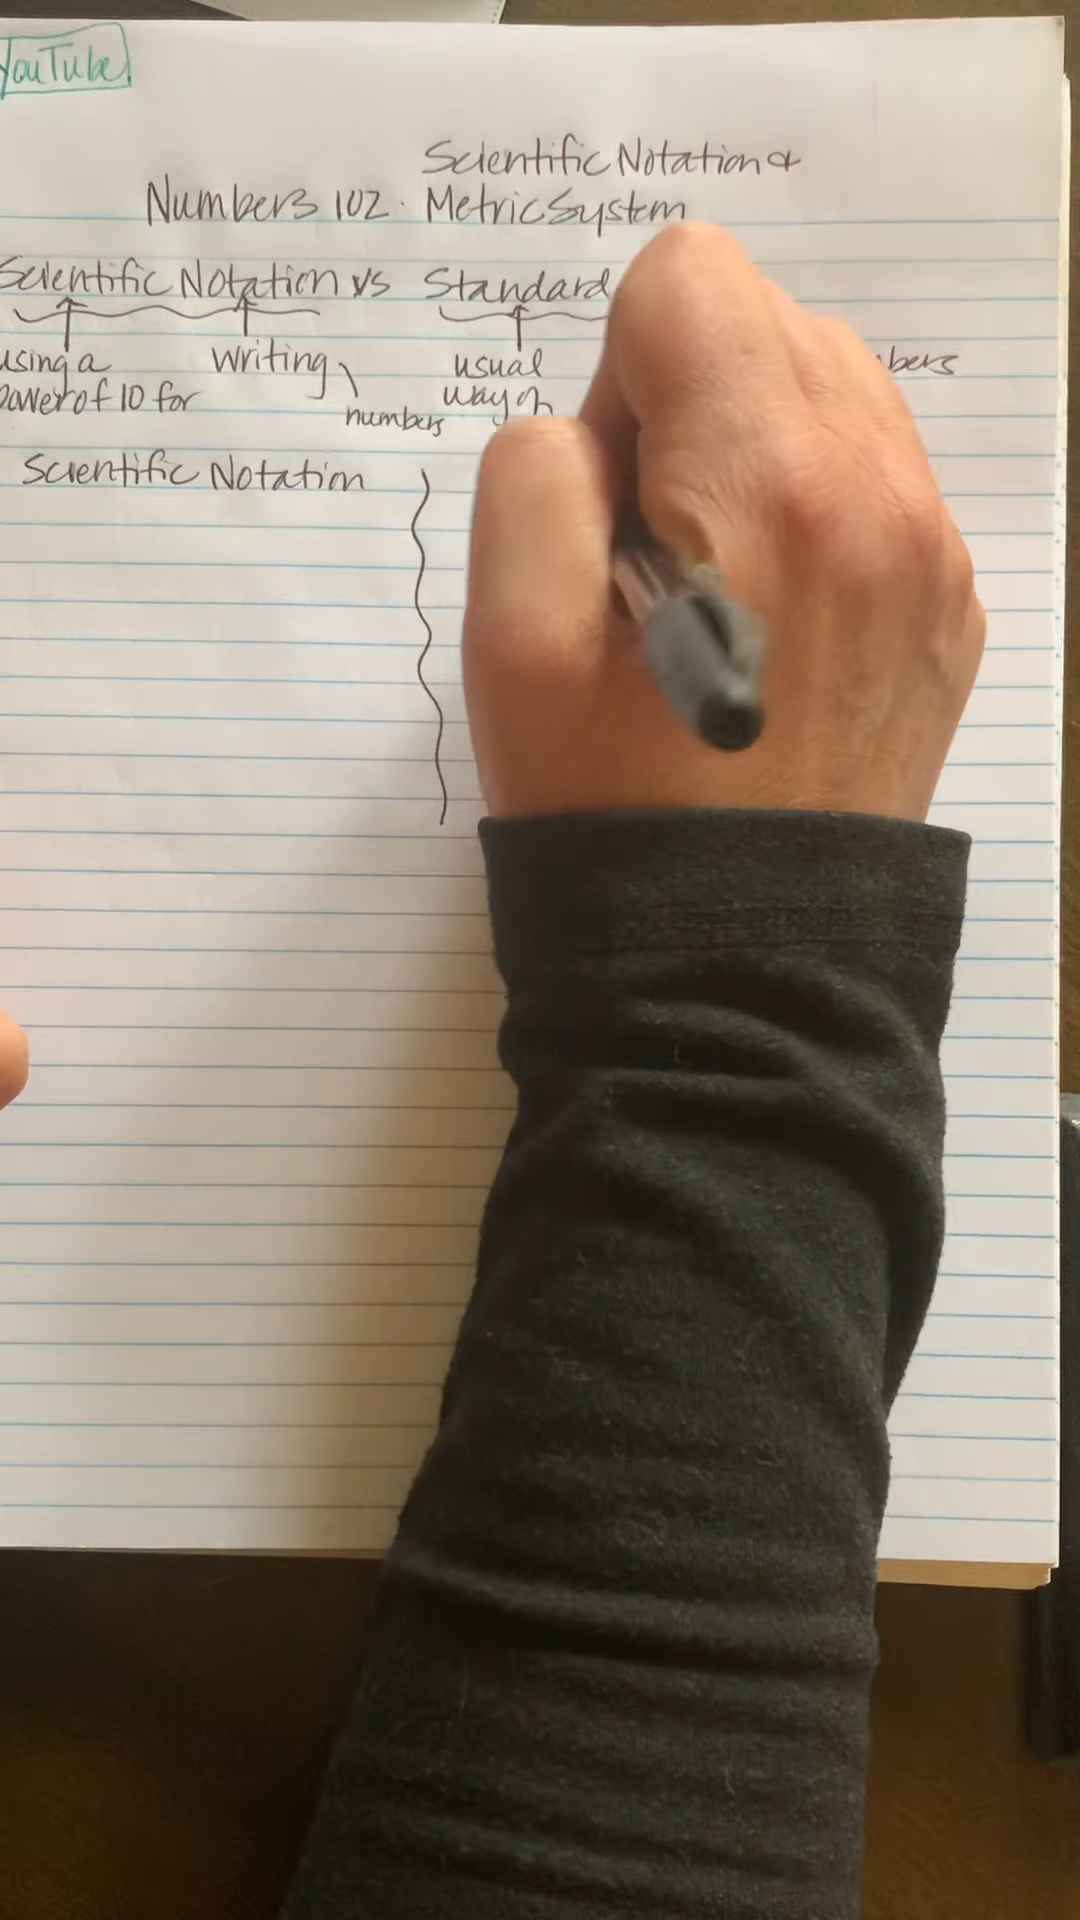 YouTube
Scientific Notation &
Numbers 102. Metric System
Scientific Notation vs Standard
using a writing usual
power of 10 for way of
numbers
Scientific Notation